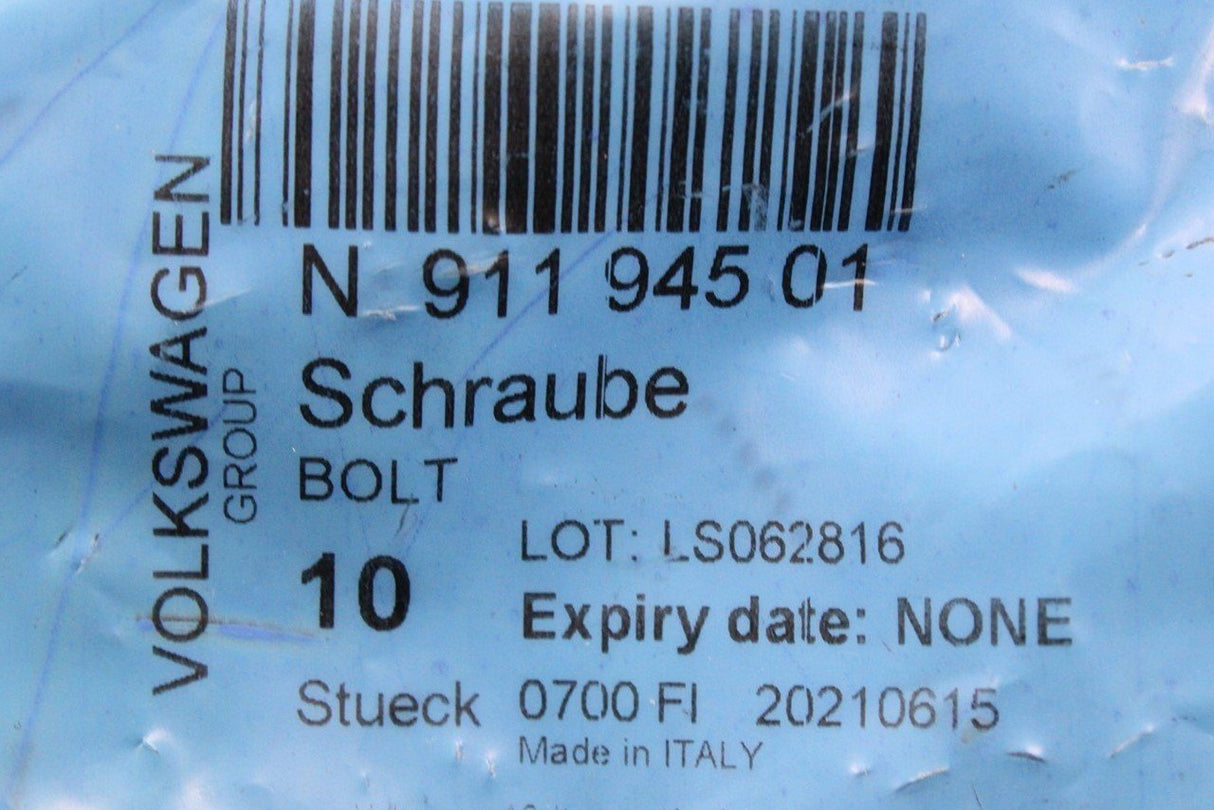 VOLKSWAGEN
GROUP
N 911 945 01
Schraube
BOLT
10
LOT: LS062816
Expiry date: NONE
Stueck 0700 FI 20210615
Made in ITALY